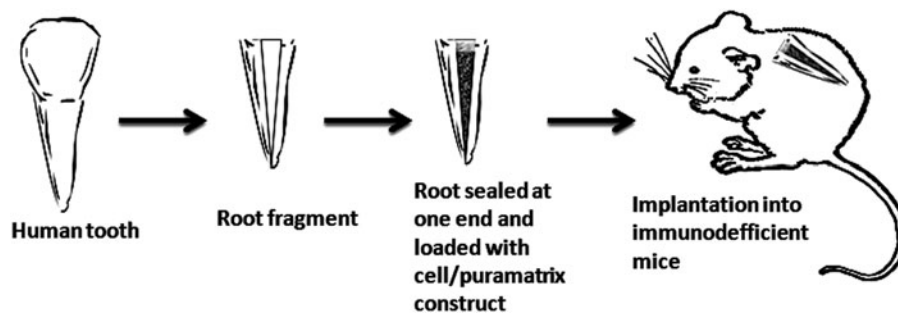 Human tooth
Root fragment
Root sealed at
one end and
loaded with
cell/puramatrix
construct
Implantation into
immunodefficient
mice